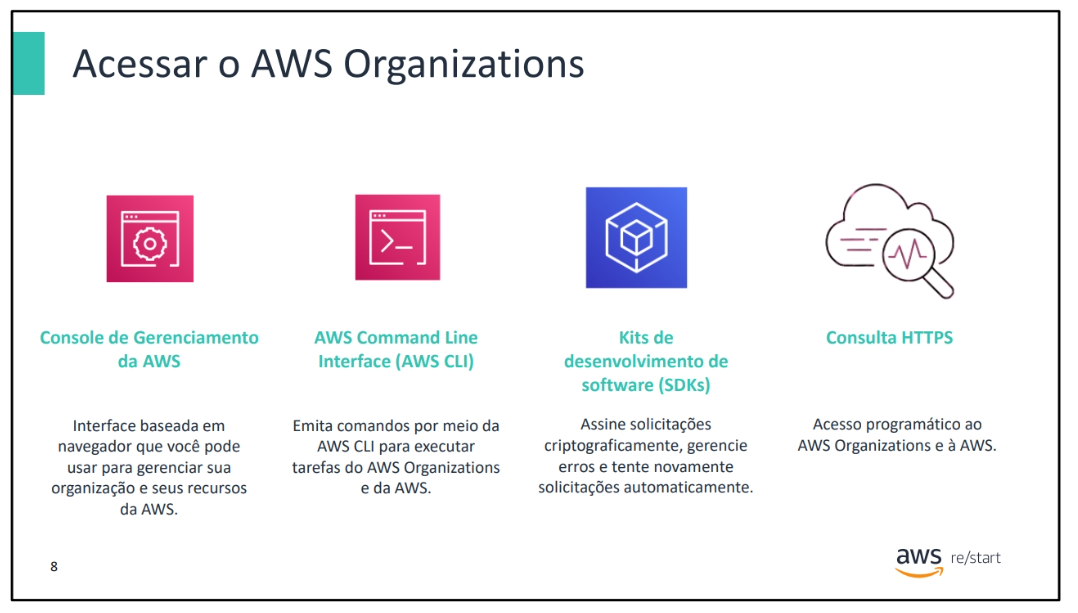 Acessar o AWS Organizations
Console de Gerenciamento
da AWS
Interface baseada em
navegador que você pode
usar para gerenciar sua
organização e seus recursos
da AWS.
AWS Command Line
Interface (AWS CLI)
Emita comandos por meio da
AWS CLI para executar
tarefas do AWS Organizations
e da AWS.
Kits de
desenvolvimento de
software (SDKs)
Assine solicitações
criptograficamente, gerencie
erros e tente novamente
solicitações automaticamente.
Consulta HTTPS
Acesso programático ao
AWS Organizations e à AWS.
8
aws re/start